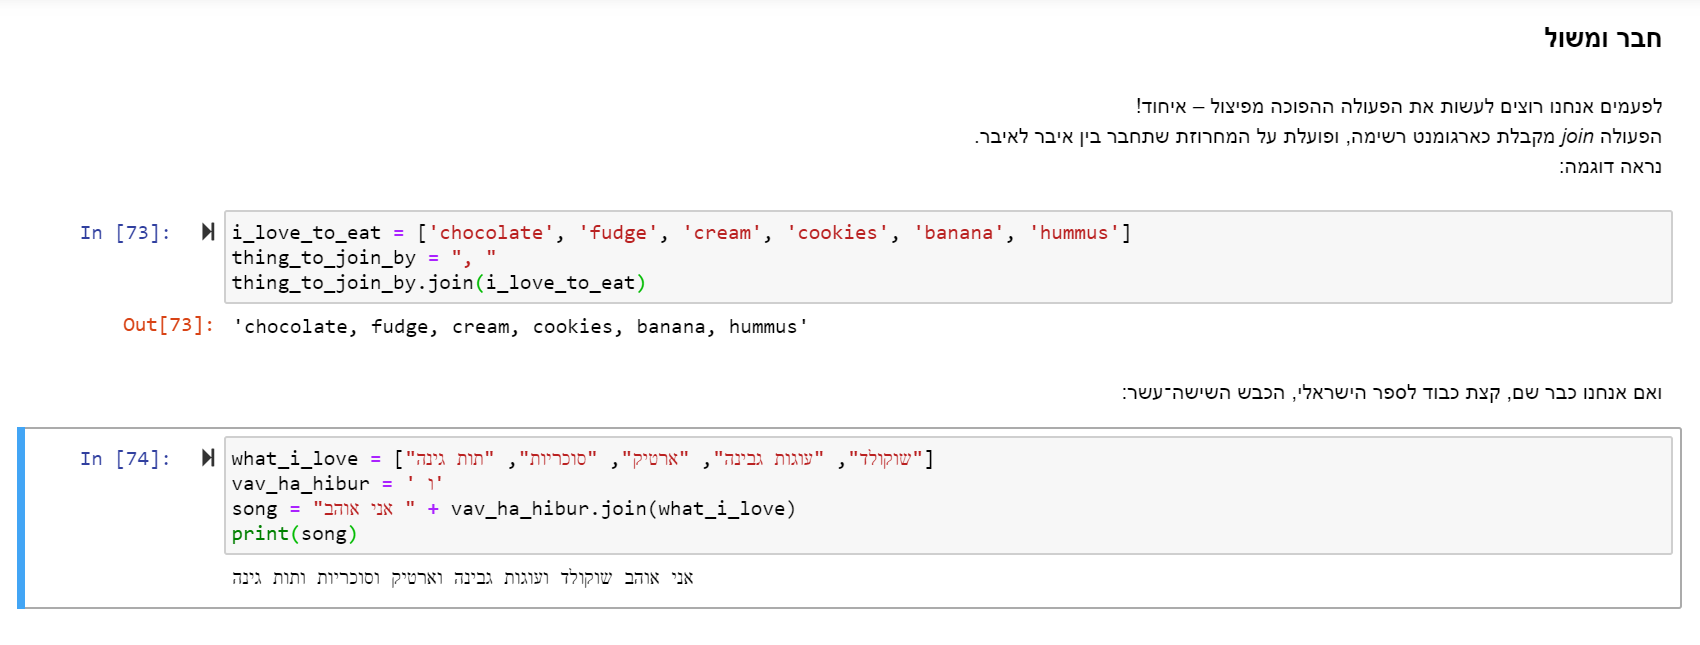 חבר ומשול
לפעמים אנחנו רוצים לעשות את הפעולה ההפוכה מפיצול – איחוד!
הפעולה join מקבלת כארגומנט רשימה, ופועלת על המחרוזת שתחבר בין איבר לאיבר.
נראה דוגמה:
In [73]: i_love_to_eat = ['chocolate', 'fudge', 'cream', 'cookies', 'banana', 'hummus']
thing_to_join_by = ", "
thing_to_join_by.join(i_love_to_eat)
Out[73]: 'chocolate, fudge, cream, cookies, banana, hummus'
ואם אנחנו כבר שם, קצת כבוד לספר הישראלי, הכבש השישה־עשר:
In [74]: what_i_love = ["שוקולד", "עוגות גבינה", "ארטיק", "סוכריות", "תות גינה"]
vav_ha_hibur = ' ו'
song = "אני אוהב " + vav_ha_hibur.join(what_i_love)
print(song)
אני אוהב שוקולד ועוגות גבינה וארטיק וסוכריות ותות גינה